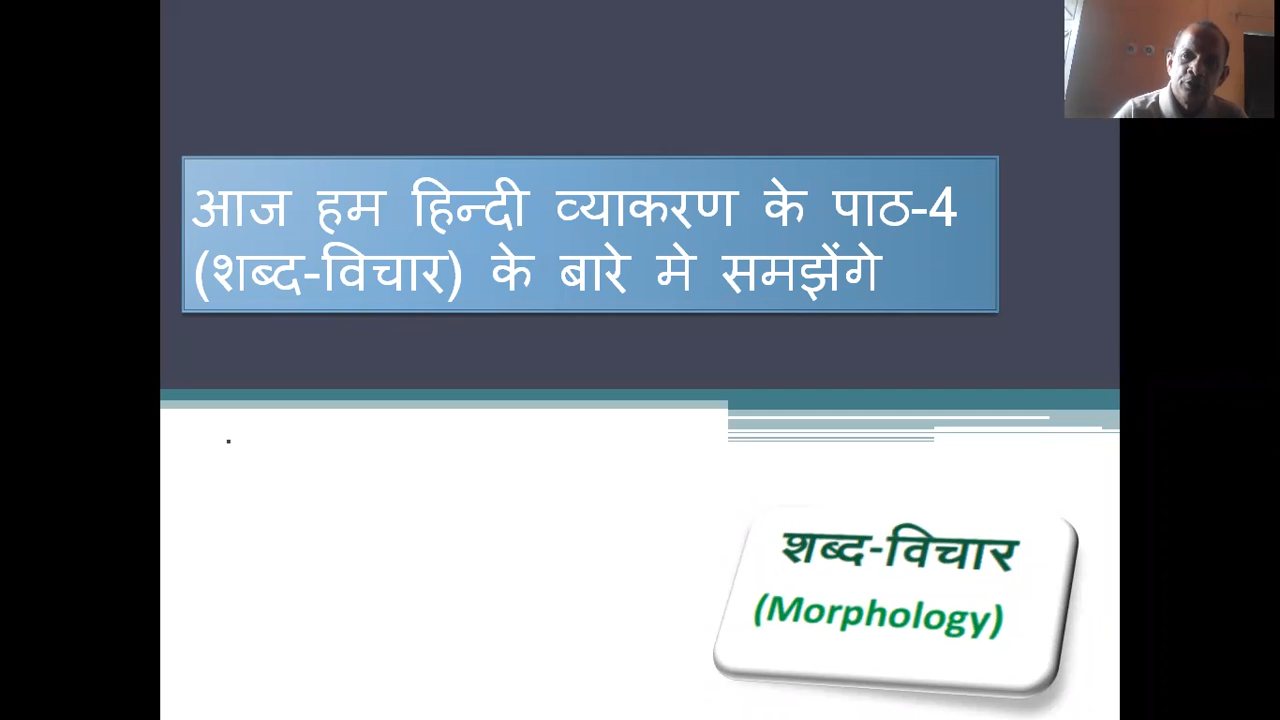 आज हम हिन्दी व्याकरण के पाठ-4
(शब्द-विचार) के बारे मे समझेंगे
शब्द-विचार
(Morphology)